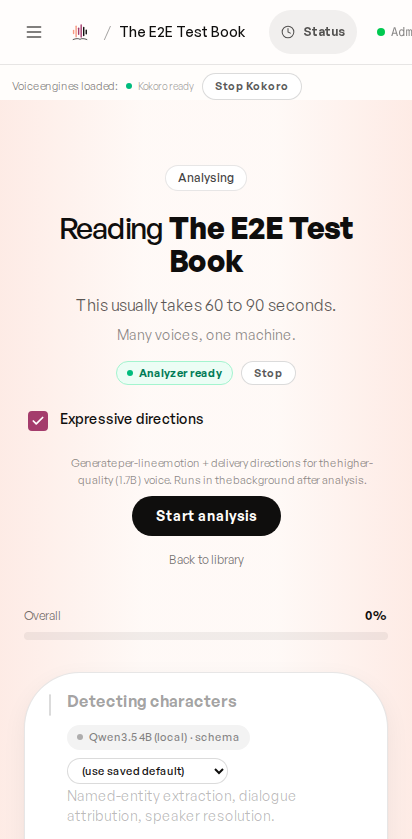 / The E2E Test Book
Status
Adm
Voice engines loaded: Kokoro ready Stop Kokoro
Analysing
Reading The E2E Test
Book
This usually takes 60 to 90 seconds.
Many voices, one machine.
Analyzer ready Stop
Expressive directions
Generate per-line emotion + delivery directions for the higher-
quality (1.7B) voice. Runs in the background after analysis.
Start analysis
Back to library
Overall 0%
Detecting characters
Qwen3.5 4B (local) · schema
(use saved default)
Named-entity extraction, dialogue
attribution, speaker resolution.